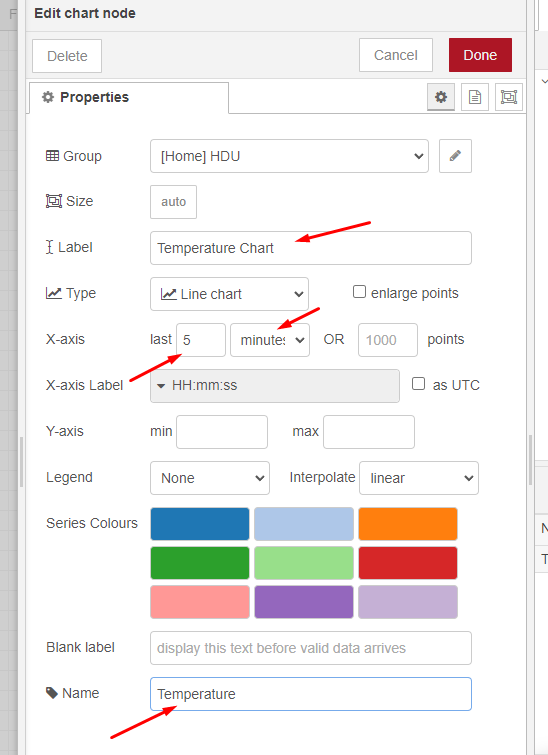 F
Edit chart node
Delete
Cancel
Done
Properties
Group
[Home] HDU
Size
auto
Label
Temperature Chart
Type
Line chart
enlarge points
X-axis
last
5
minutes
OR
1000
points
X-axis Label
HH:mm:ss
as UTC
Y-axis
min
max
Legend
None
Interpolate
linear
Series Colours
N
T
Blank label
display this text before valid data arrives
Name
Temperature